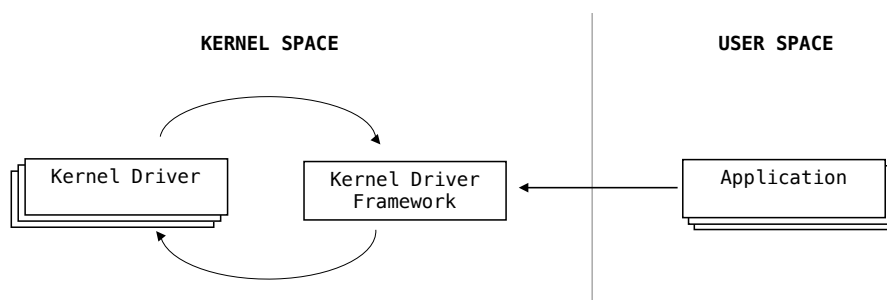 KERNEL SPACE
USER SPACE
Kernel Driver
Kernel Driver
Framework
Application